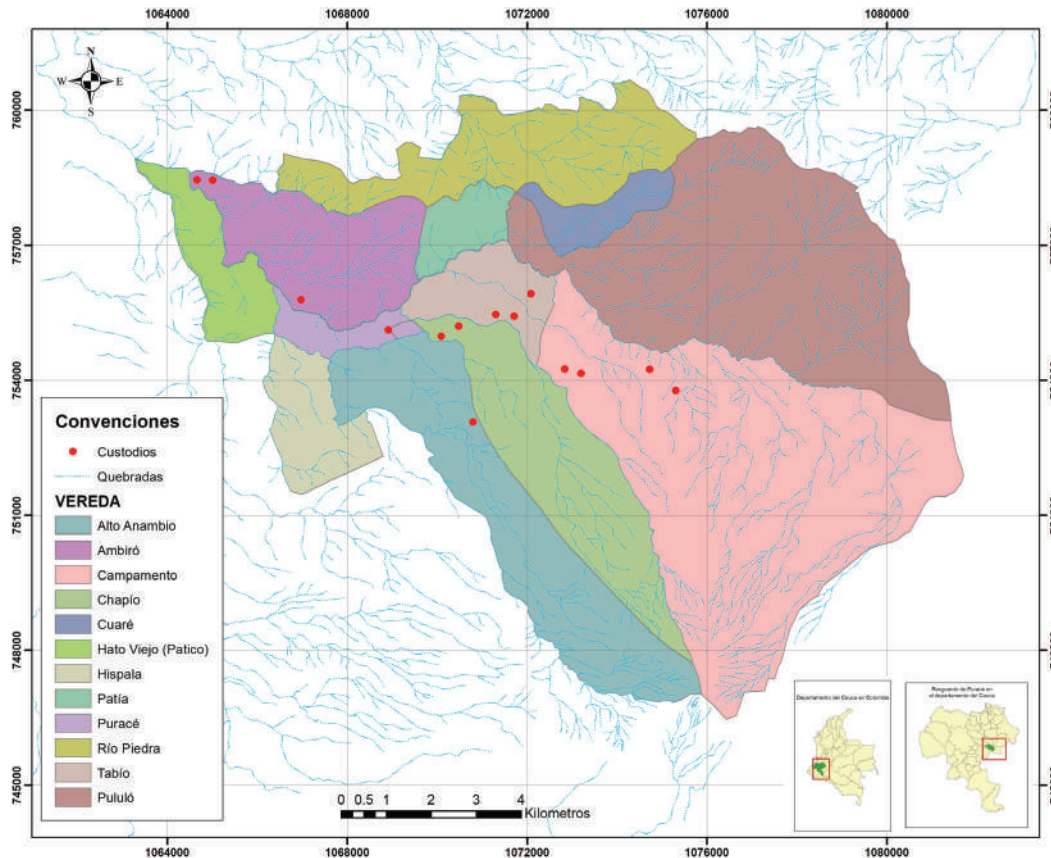 1064000 1068000 1072000 1076000 1080000
N
W E
S
760000
757000
754000
751000
748000
745000
Convenciones
Custodios
Quebradas
VEREDA
Alto Anambio
Ambiró
Campamento
Chapío
Cuaré
Hato Viejo (Patico)
Hispala
Patía
Puracé
Río Piedra
Tabío
Pululó
0 0.5 1 2 3 4
Kilometros
Departamento del Cauca en Colombia
Resguardo de Puracé en
el departamento del Cauca
1064000 1068000 1072000 1076000 1080000